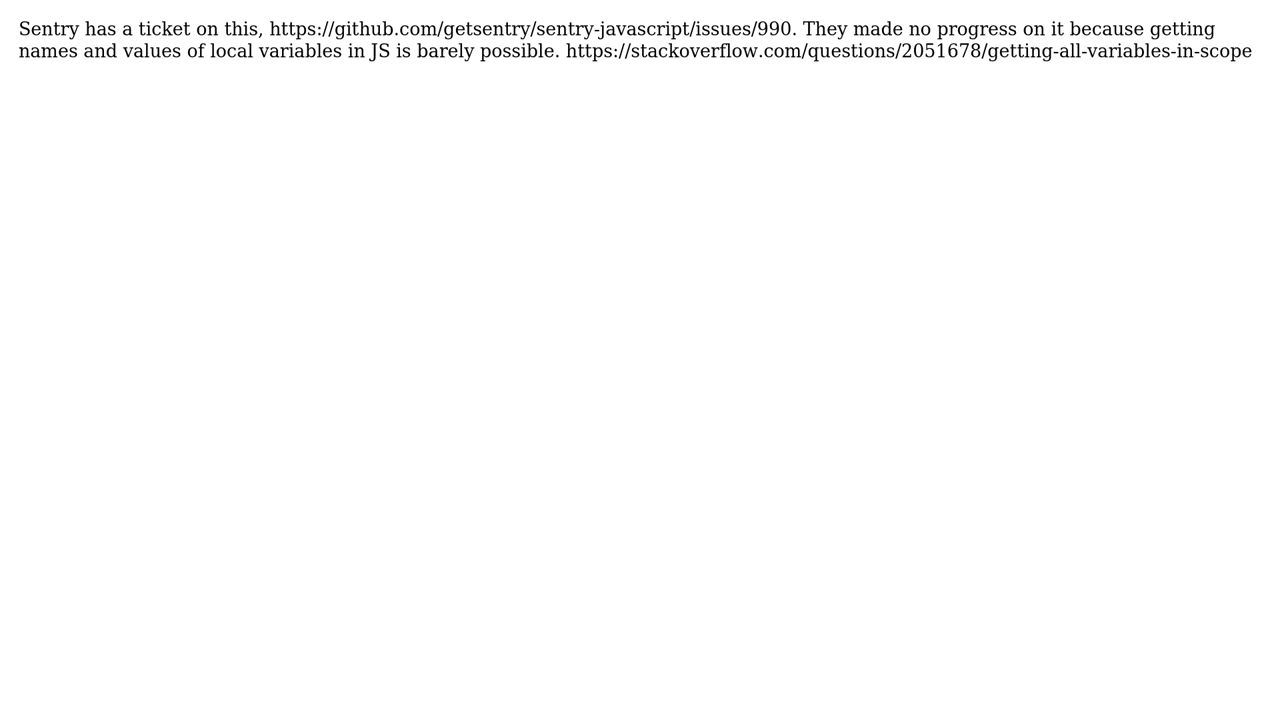 Sentry has a ticket on this, https://github.com/getsentry/sentry-javascript/issues/990. They made no progress on it because getting
names and values of local variables in JS is barely possible. https://stackoverflow.com/questions/2051678/getting-all-variables-in-scope